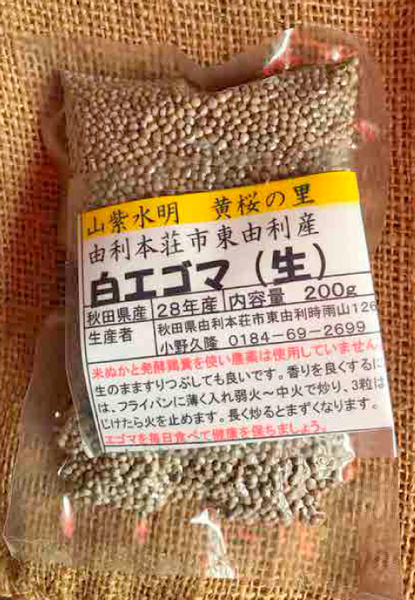 山紫水明 黄桜の里
由利本荘市東由利産
白エゴマ(生)
秋田県産 28年産 内容量 200g
生産者 秋田県由利本荘市東由利時雨山126
小野久隆 0184-69-2699
米ぬかと発酵鶏糞を使い農薬は使用していません
生のまますりつぶしても良いです。香りを良くするに
は、フライパンに薄く入れ弱火~中火で炒り、3粒は
じけたら火を止めます。長く炒るとまずくなります。
エゴマを毎日食べて健康を保ちましょう。